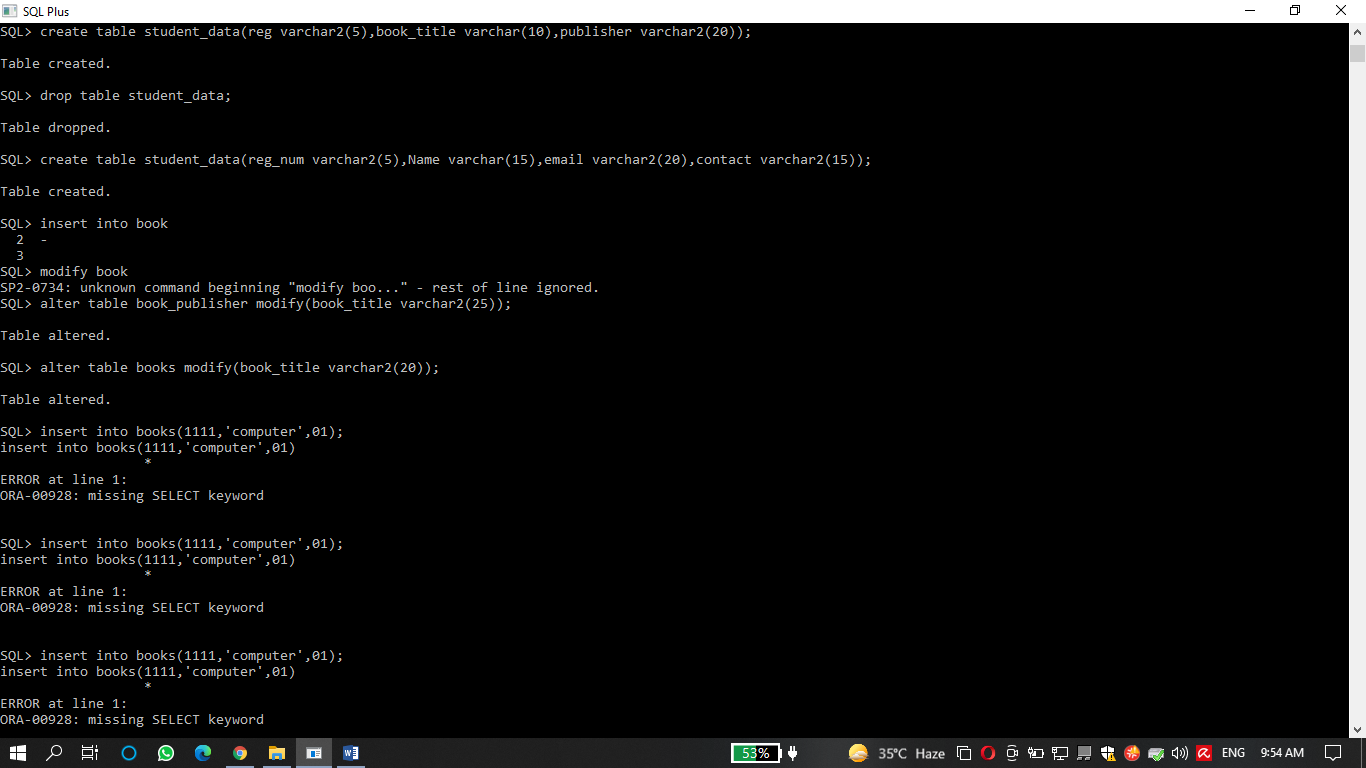 SQL Plus
SQL> create table student_data(reg varchar2(5),book_title varchar(10),publisher varchar2(20));
Table created.
SQL> drop table student_data;
Table dropped.
SQL> create table student_data(reg_num varchar2(5),Name varchar(15),email varchar2(20),contact varchar2(15));
Table created.
SQL> insert into book
2 -
3
SQL> modify book
SP2-0734: unknown command beginning "modify boo..." - rest of line ignored.
SQL> alter table book_publisher modify(book_title varchar2(25));
Table altered.
SQL> alter table books modify(book_title varchar2(20));
Table altered.
SQL> insert into books(1111,'computer',01);
insert into books(1111,'computer',01)
*
ERROR at line 1:
ORA-00928: missing SELECT keyword
SQL> insert into books(1111,'computer',01);
insert into books(1111,'computer',01)
*
ERROR at line 1:
ORA-00928: missing SELECT keyword
SQL> insert into books(1111,'computer',01);
insert into books(1111,'computer',01)
*
ERROR at line 1:
ORA-00928: missing SELECT keyword
53% 35°C Haze ENG 9:54 AM